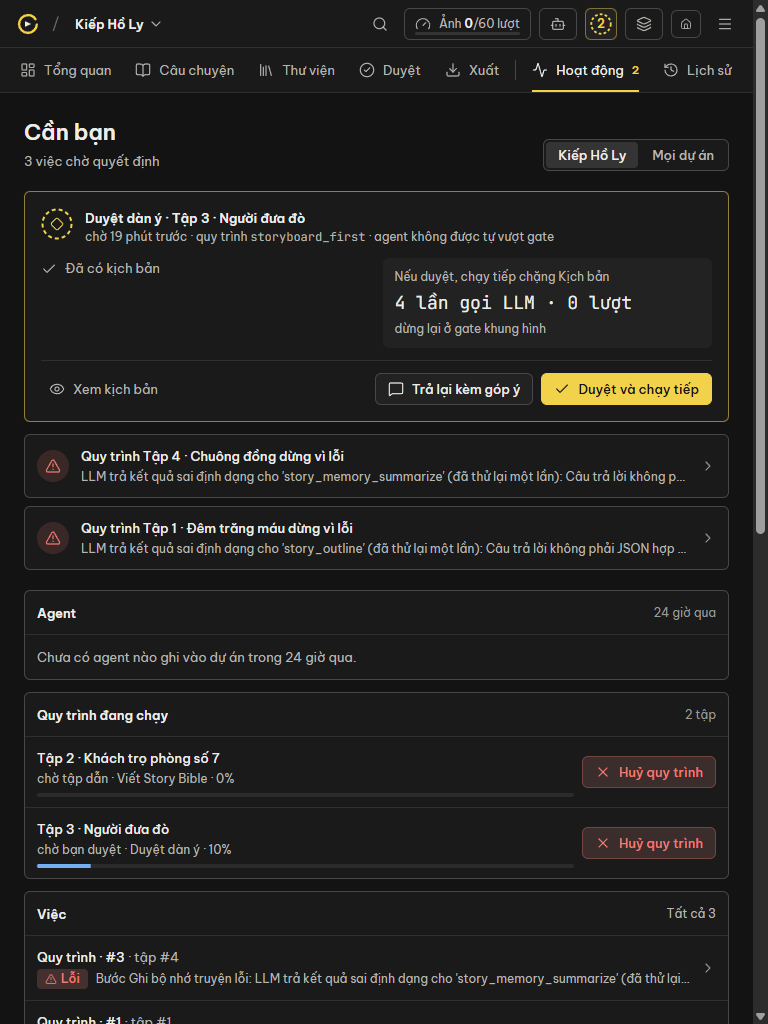 / Kiếp Hồ Ly
Ảnh 0/60 lượt
2
Tổng quan
Câu chuyện
Thư viện
Duyệt
Xuất
Hoạt động 2
Lịch sử
Cần bạn
3 việc chờ quyết định
Kiếp Hồ Ly
Mọi dự án
Duyệt dàn ý · Tập 3 · Người đưa đò
chờ 19 phút trước · quy trình storyboard_first · agent không được tự vượt gate
Đã có kịch bản
Nếu duyệt, chạy tiếp chặng Kịch bản
4 lần gọi LLM · 0 lượt
dừng lại ở gate khung hình
Xem kịch bản
Trả lại kèm góp ý
Duyệt và chạy tiếp
Quy trình Tập 4 · Chuông đồng dừng vì lỗi
LLM trả kết quả sai định dạng cho 'story_memory_summarize' (đã thử lại một lần): Câu trả lời không p...
Quy trình Tập 1 · Đêm trăng máu dừng vì lỗi
LLM trả kết quả sai định dạng cho 'story_outline' (đã thử lại một lần): Câu trả lời không phải JSON hợp ...
Agent
24 giờ qua
Chưa có agent nào ghi vào dự án trong 24 giờ qua.
Quy trình đang chạy
2 tập
Tập 2 · Khách trọ phòng số 7
chờ tập dẫn · Viết Story Bible · 0%
Huỷ quy trình
Tập 3 · Người đưa đò
chờ bạn duyệt · Duyệt dàn ý · 10%
Huỷ quy trình
Việc
Tất cả 3
Quy trình · #3 · tập #4
Lỗi Bước Ghi bộ nhớ truyện lỗi: LLM trả kết quả sai định dạng cho 'story_memory_summarize' (đã thử lại...
Quy trình · #1 · tập #1